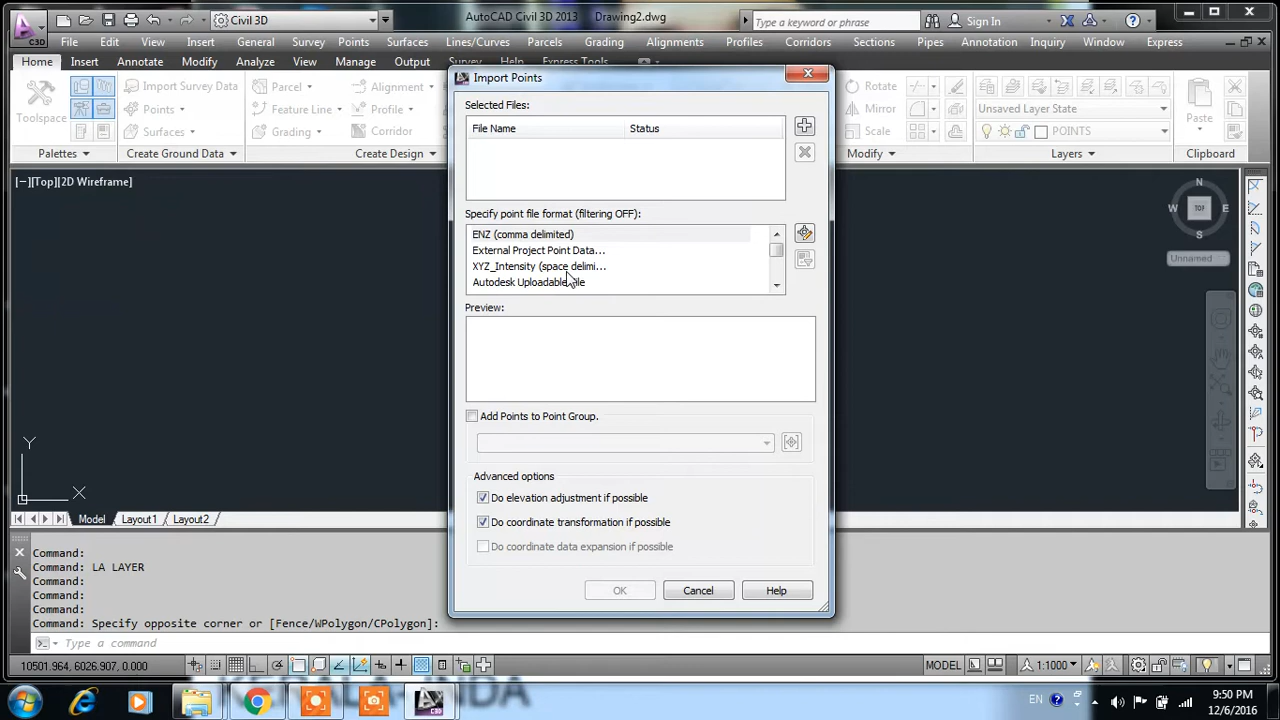 C3D
Civil 3D
AutoCAD Civil 3D 2013 Drawing2.dwg
Type a keyword or phrase
Sign In
File Edit View Insert General Survey Points Surfaces Lines/Curves Parcels Grading Alignments Profiles Corridors Sections Pipes Annotation Inquiry Window Express
Home Insert Annotate Modify Analyze View Manage Output Survey Help Express Tools
Toolspace
Import Survey Data
Points
Surfaces
Parcel
Feature Line
Grading
Alignment
Profile
Corridor
Rotate
Mirror
Scale
Unsaved Layer State
POINTS
Paste
Palettes
Create Ground Data
Create Design
Modify
Layers
Clipboard
[−][Top][2D Wireframe]
N
W TOP E
S
Unnamed
Import Points
Selected Files:
File Name Status
Specify point file format (filtering OFF):
ENZ (comma delimited)
External Project Point Data...
XYZ_Intensity (space delimi...
Autodesk Uploadable File
Preview:
Add Points to Point Group.
Advanced options
Do elevation adjustment if possible
Do coordinate transformation if possible
Do coordinate data expansion if possible
OK Cancel Help
Y
X
Model Layout1 Layout2
Command:
Command: LA LAYER
Command:
Command:
Command: Specify opposite corner or [Fence/WPolygon/CPolygon]:
Type a command
10501.964, 6026.907, 0.000
MODEL
1:1000
EN
9:50 PM
12/6/2016